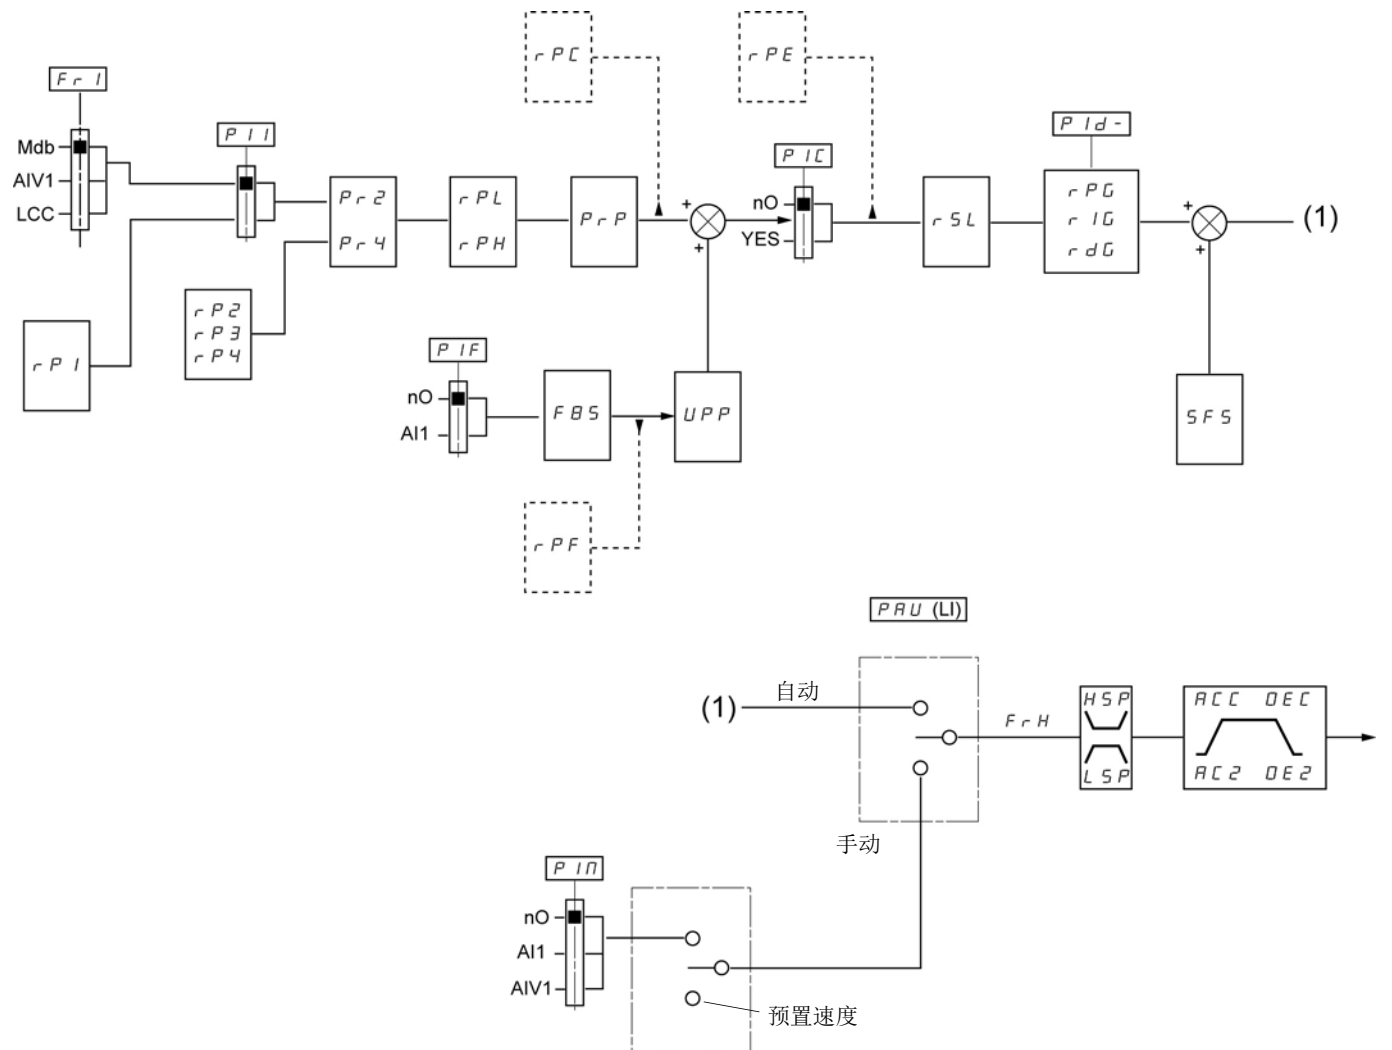 rPC
rPE
Fr1
PII
PIC
PId-
Mdb
AIV1
LCC
Pr2
Pr4
rPL
rPH
PrP
+
+
nO
YES
rSL
rPG
rIG
rdG
+
+
(1)
rP1
rP2
rP3
rP4
PIF
nO
AI1
FBS
UPP
SFS
rPF
PAU (LI)
(1)
自动
FrH
HSP
LSP
ACC DEC
AC2 DE2
手动
PIM
nO
AI1
AIV1
预置速度